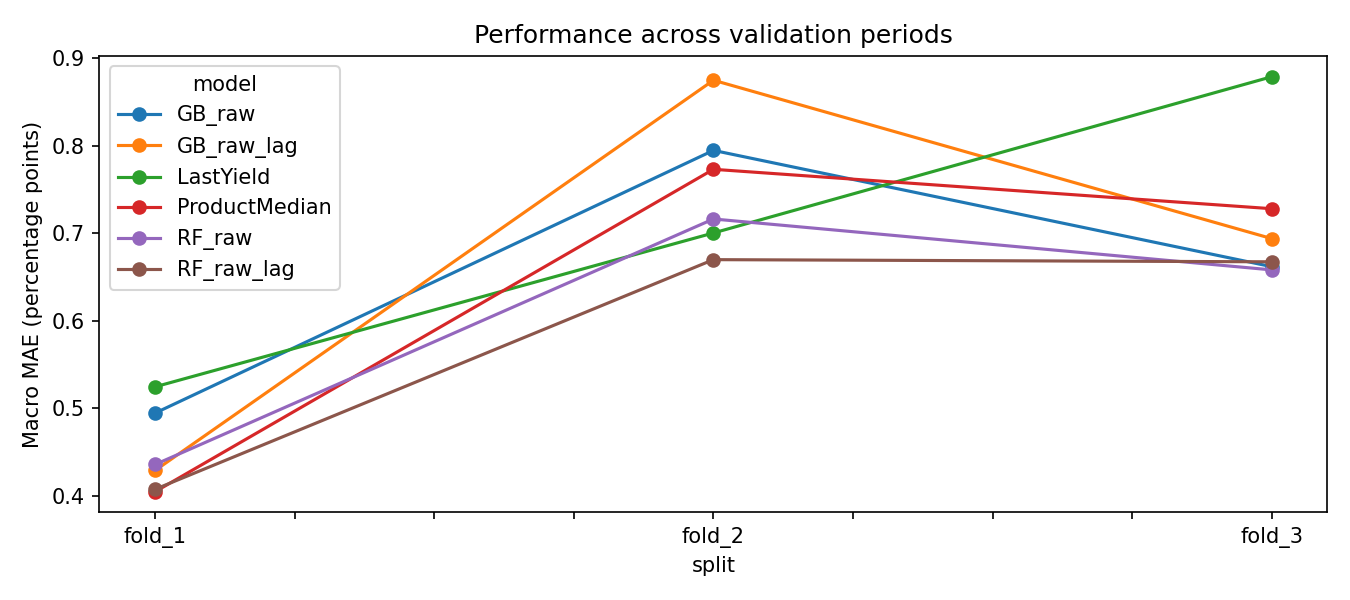 Performance across validation periods
Macro MAE (percentage points)
0.9
0.8
0.7
0.6
0.5
0.4
model
GB_raw
GB_raw_lag
LastYield
ProductMedian
RF_raw
RF_raw_lag
fold_1 fold_2 fold_3
split